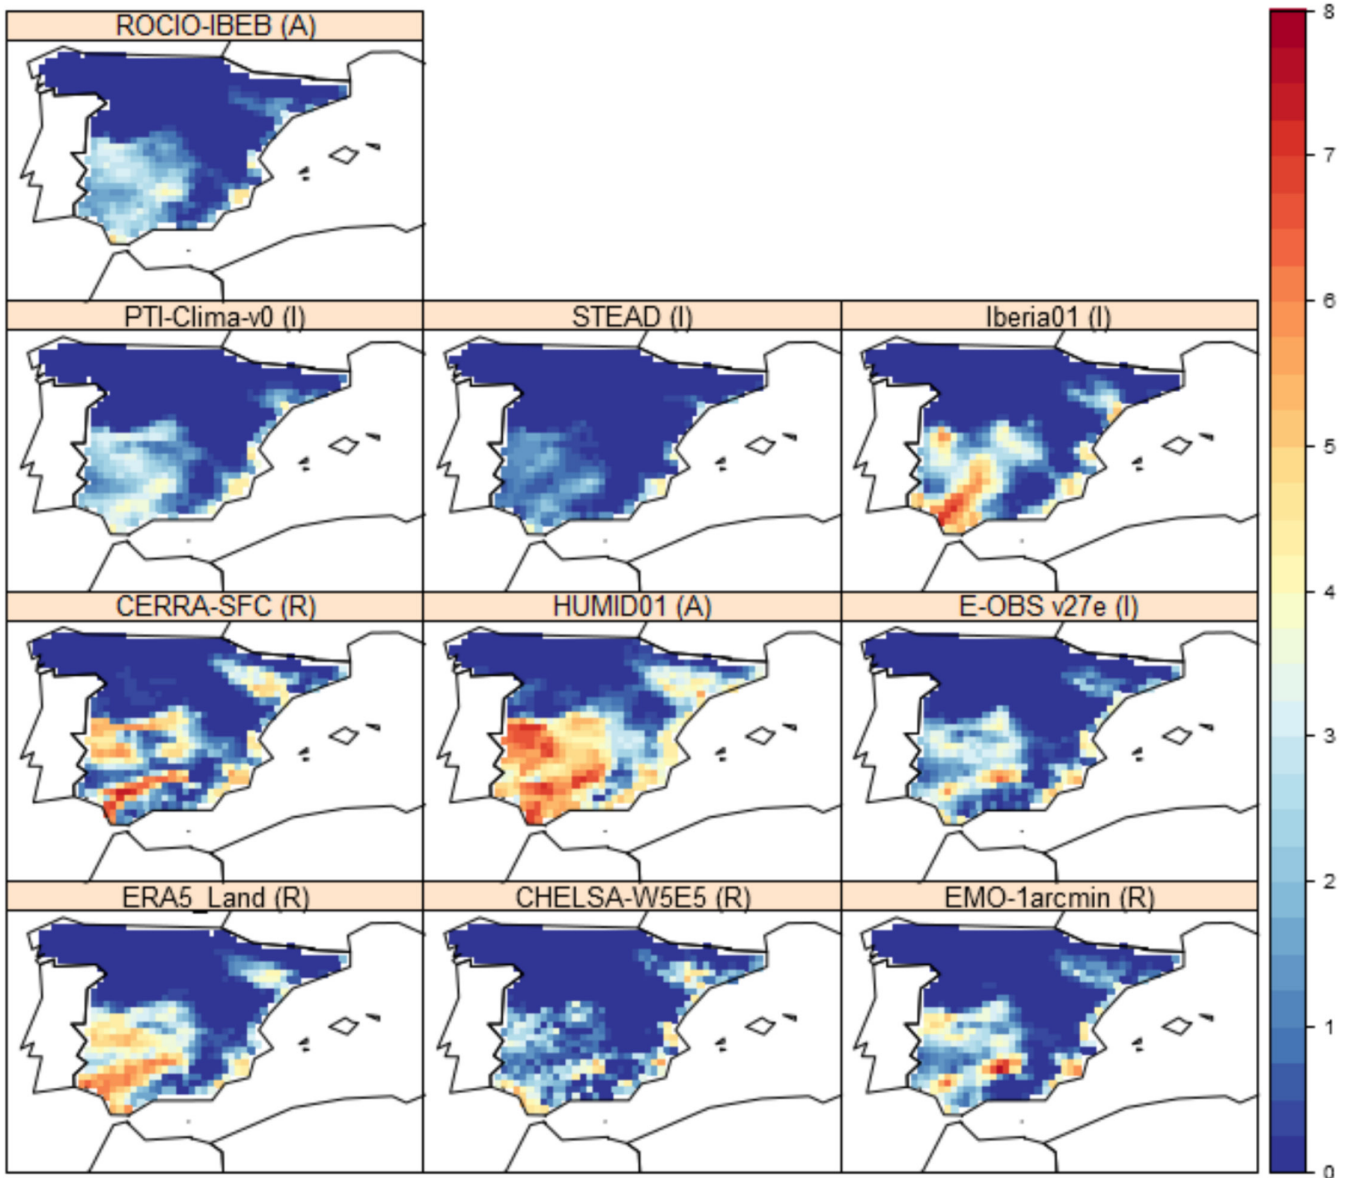 ROCIO-IBEB (A)
PTI-Clima-v0 (I)
STEAD (I)
Iberia01 (I)
CERRA-SFC (R)
HUMID01 (A)
E-OBS v27e (I)
ERA5_Land (R)
CHELSA-W5E5 (R)
EMO-1arcmin (R)
8
7
6
5
4
3
2
1
0